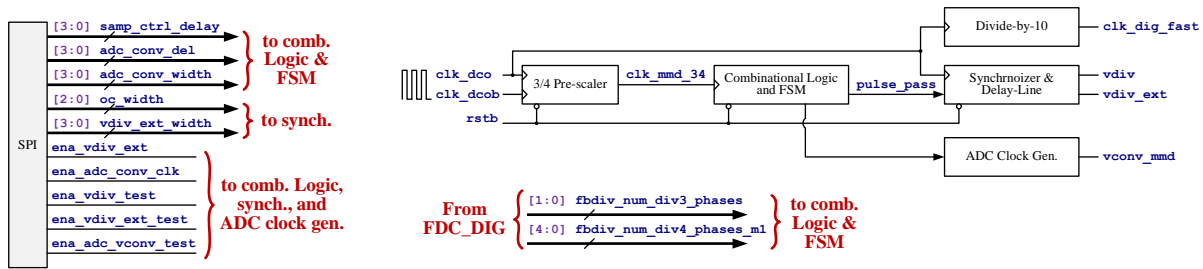 SPI
[3:0] samp_ctrl_delay
[3:0] adc_conv_del
[3:0] adc_conv_width
[2:0] oc_width
[3:0] vdiv_ext_width
ena_vdiv_ext
ena_adc_conv_clk
ena_vdiv_test
ena_vdiv_ext_test
ena_adc_vconv_test
to comb.
Logic &
FSM
to synch.
to comb. Logic,
synch., and
ADC clock gen.
clk_dco
clk_dcob
rstb
3/4 Pre-scaler
clk_mmd_34
Combinational Logic
and FSM
pulse_pass
Divide-by-10
clk_dig_fast
Synchrnoizer &
Delay-Line
vdiv
vdiv_ext
ADC Clock Gen.
vconv_mmd
From
FDC_DIG
[1:0] fbdiv_num_div3_phases
[4:0] fbdiv_num_div4_phases_m1
to comb.
Logic &
FSM